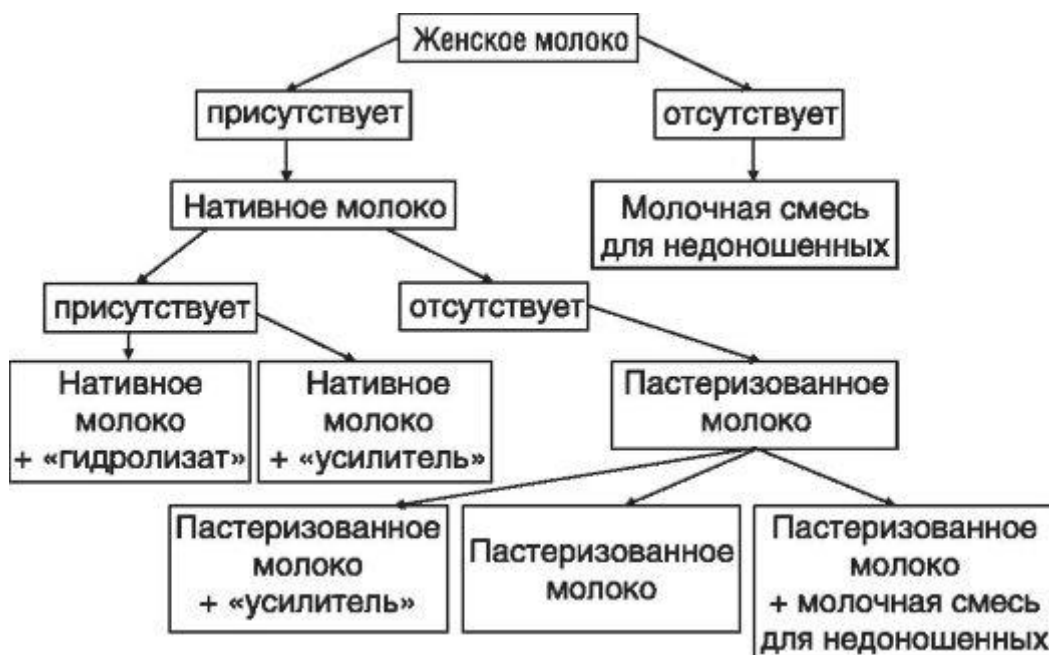 Женское молоко
присутствует
отсутствует
Нативное молоко
Молочная смесь
для недоношенных
присутствует
отсутствует
Нативное
молоко
+ «гидролизат»
Нативное
молоко
+ «усилитель»
Пастеризованное
молоко
Пастеризованное
молоко
+ «усилитель»
Пастеризованное
молоко
Пастеризованное
молоко
+ молочная смесь
для недоношенных